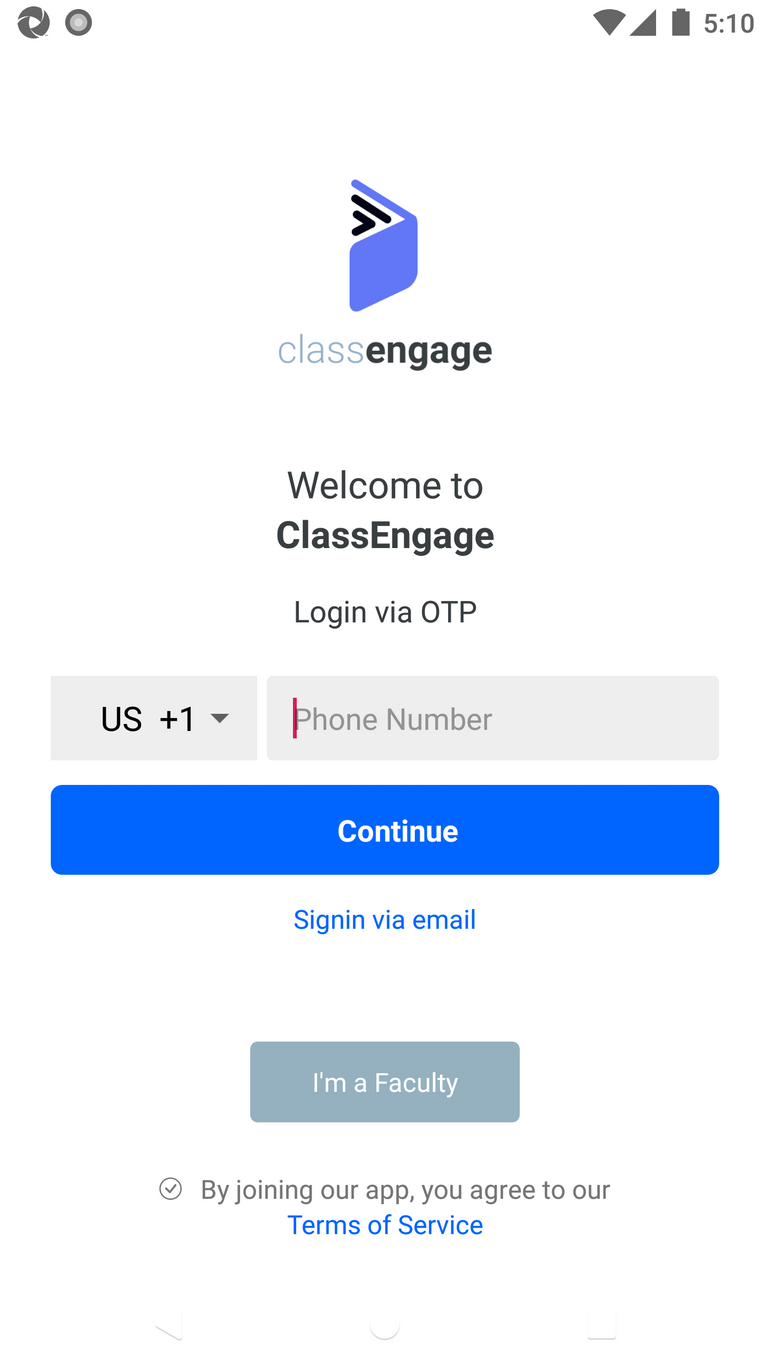 5:10
classengage
Welcome to
ClassEngage
Login via OTP
US +1
Phone Number
Continue
Signin via email
I'm a Faculty
By joining our app, you agree to our
Terms of Service